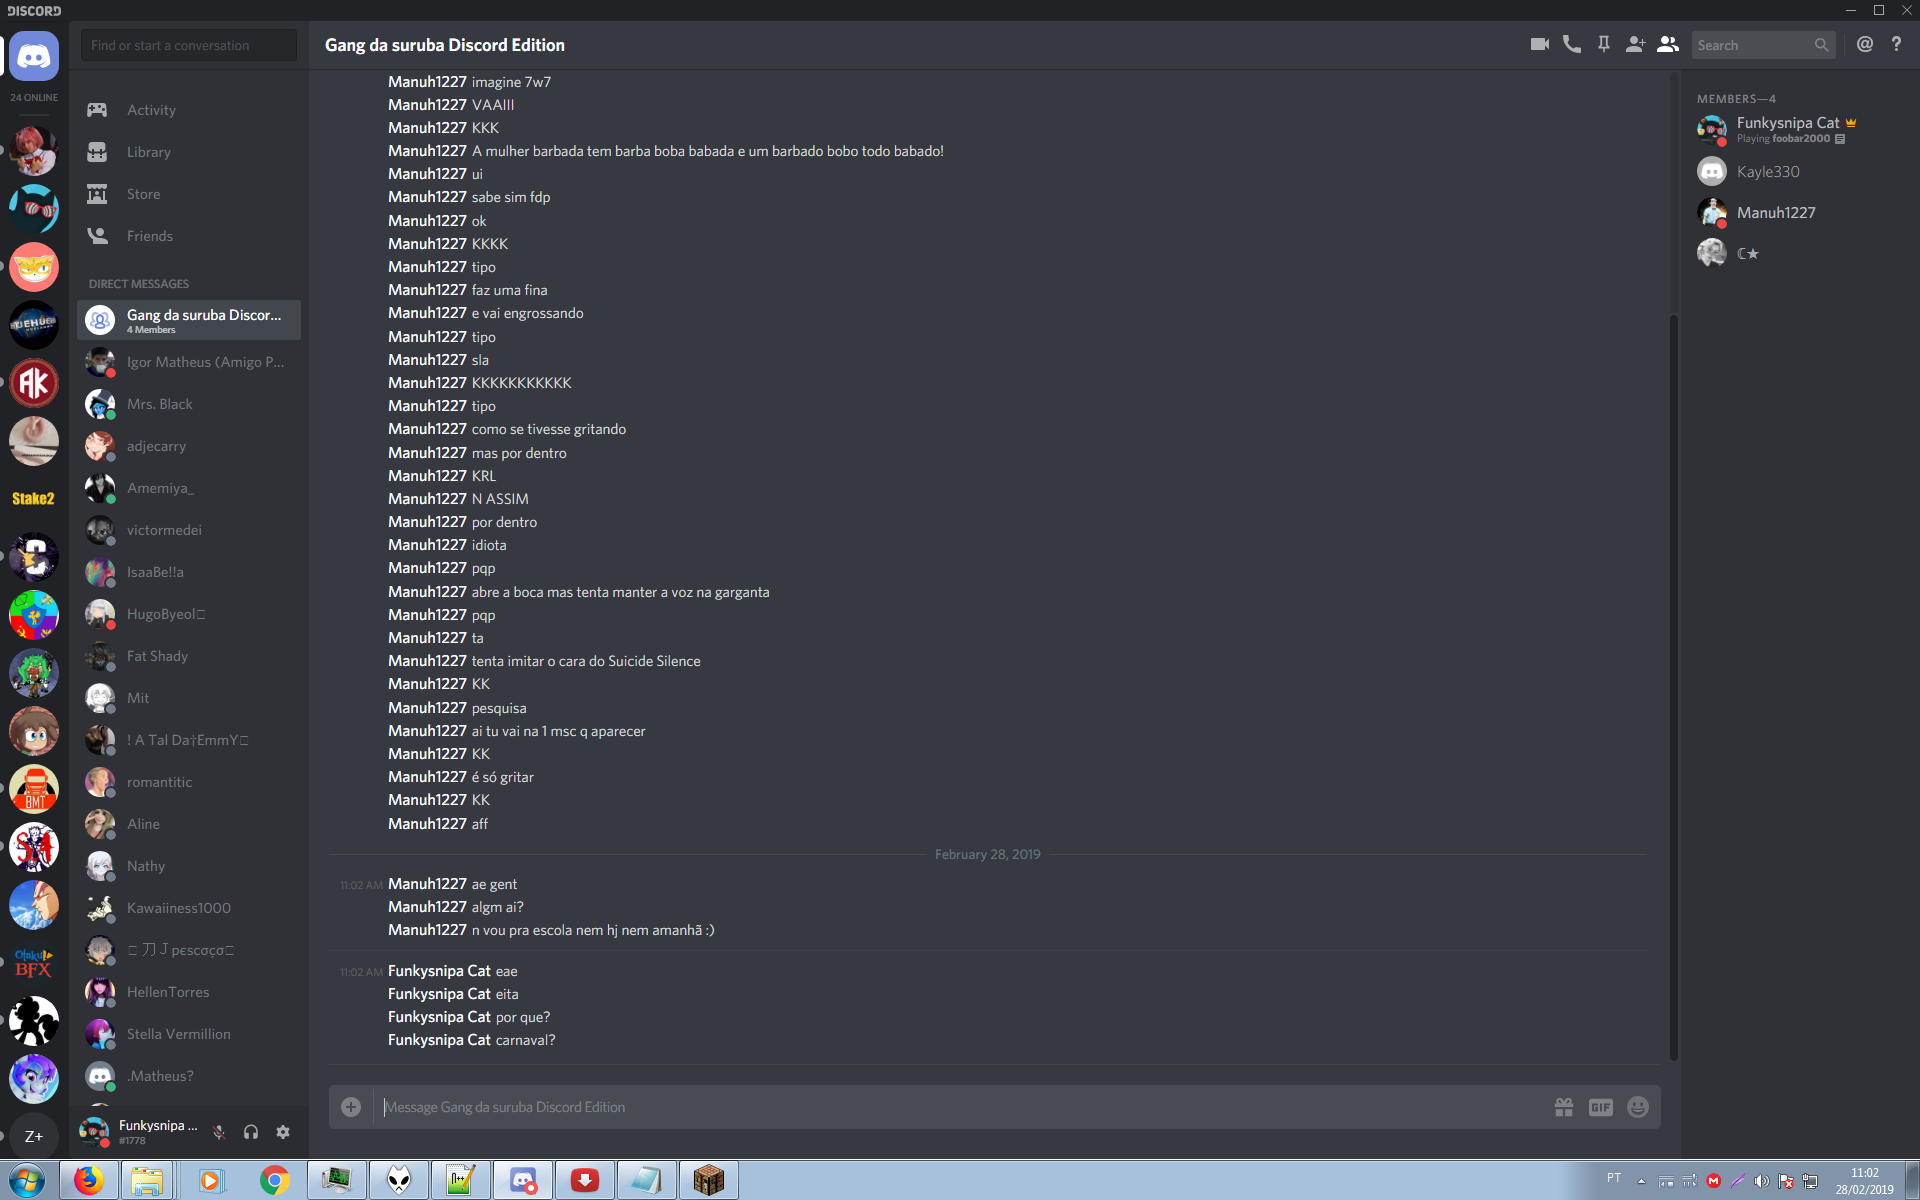 DISCORD
Find or start a conversation
Gang da suruba Discord Edition
Search
24 ONLINE
Activity
Library
Store
Friends
DIRECT MESSAGES
Gang da suruba Discor...
4 Members
Igor Matheus (Amigo P...
Mrs. Black
adjecarry
Amemiya_
victormedei
IsaaBe!!a
HugoByeol□
Fat Shady
Mit
! A Tal Da†EmmY□
romantitic
Aline
Nathy
Kawaiiness1000
□ 刀 J pєscσçσ□
HellenTorres
Stella Vermillion
.Matheus?
Funkysnipa ...
#1778
AK
Stake2
BMT
Otaku
BFX
Z+
Manuh1227 imagine 7w7
Manuh1227 VAAIII
Manuh1227 KKK
Manuh1227 A mulher barbada tem barba boba babada e um barbado bobo todo babado!
Manuh1227 ui
Manuh1227 sabe sim fdp
Manuh1227 ok
Manuh1227 KKKK
Manuh1227 tipo
Manuh1227 faz uma fina
Manuh1227 e vai engrossando
Manuh1227 tipo
Manuh1227 sla
Manuh1227 KKKKKKKKKKK
Manuh1227 tipo
Manuh1227 como se tivesse gritando
Manuh1227 mas por dentro
Manuh1227 KRL
Manuh1227 N ASSIM
Manuh1227 por dentro
Manuh1227 idiota
Manuh1227 pqp
Manuh1227 abre a boca mas tenta manter a voz na garganta
Manuh1227 pqp
Manuh1227 ta
Manuh1227 tenta imitar o cara do Suicide Silence
Manuh1227 KK
Manuh1227 pesquisa
Manuh1227 ai tu vai na 1 msc q aparecer
Manuh1227 KK
Manuh1227 é só gritar
Manuh1227 KK
Manuh1227 aff
February 28, 2019
11:02 AM Manuh1227 ae gent
Manuh1227 algm ai?
Manuh1227 n vou pra escola nem hj nem amanhã :)
11:02 AM Funkysnipa Cat eae
Funkysnipa Cat eita
Funkysnipa Cat por que?
Funkysnipa Cat carnaval?
Message Gang da suruba Discord Edition
GIF
MEMBERS—4
Funkysnipa Cat
Playing foobar2000
Kayle330
Manuh1227
☾★
PT
11:02
28/02/2019